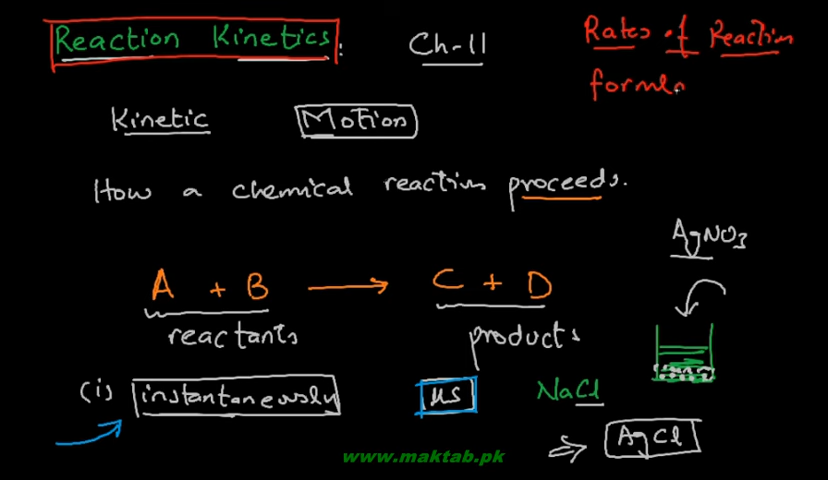 Reaction Kinetics: Ch-11
Rates of Reaction
formula
Kinetic Motion
How a chemical reaction proceeds.
AgNO3
A + B → C + D
reactants products
(i) instantaneously μs NaCl
⇒ AgCl
www.maktab.pk